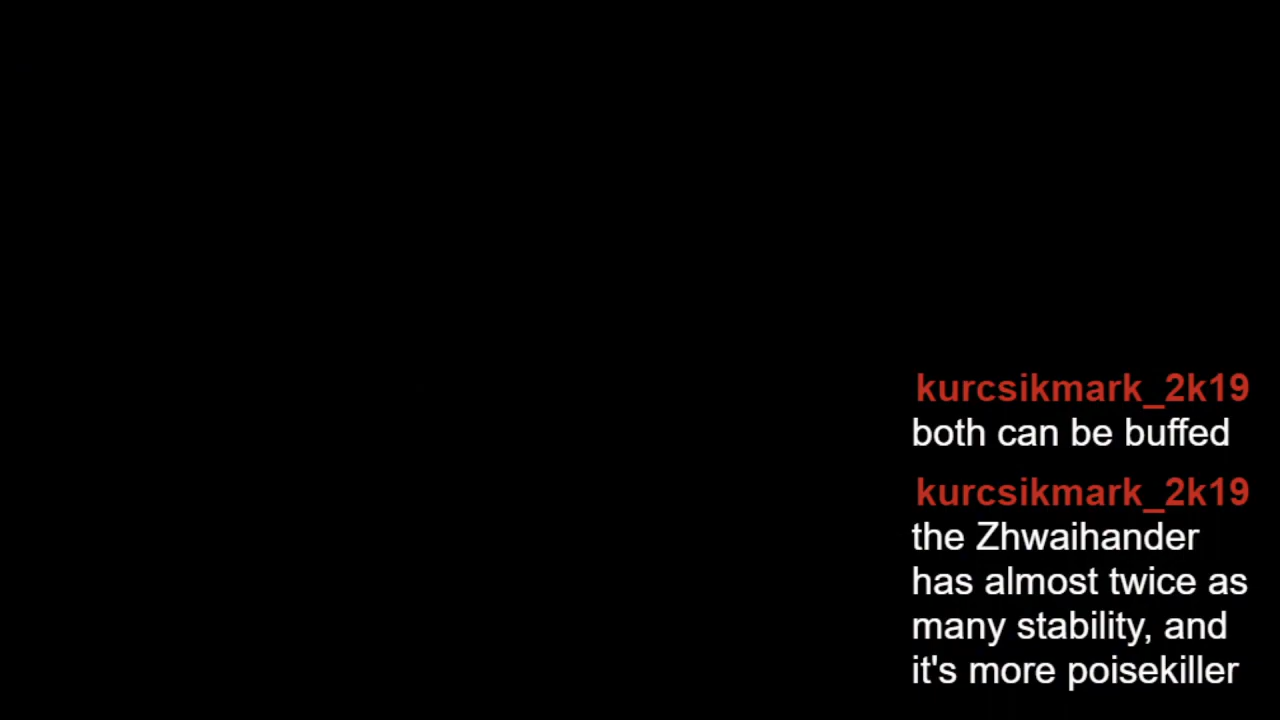 kurcsikmark_2k19
both can be buffed
kurcsikmark_2k19
the Zhwaihander
has almost twice as
many stability, and
it's more poisekiller